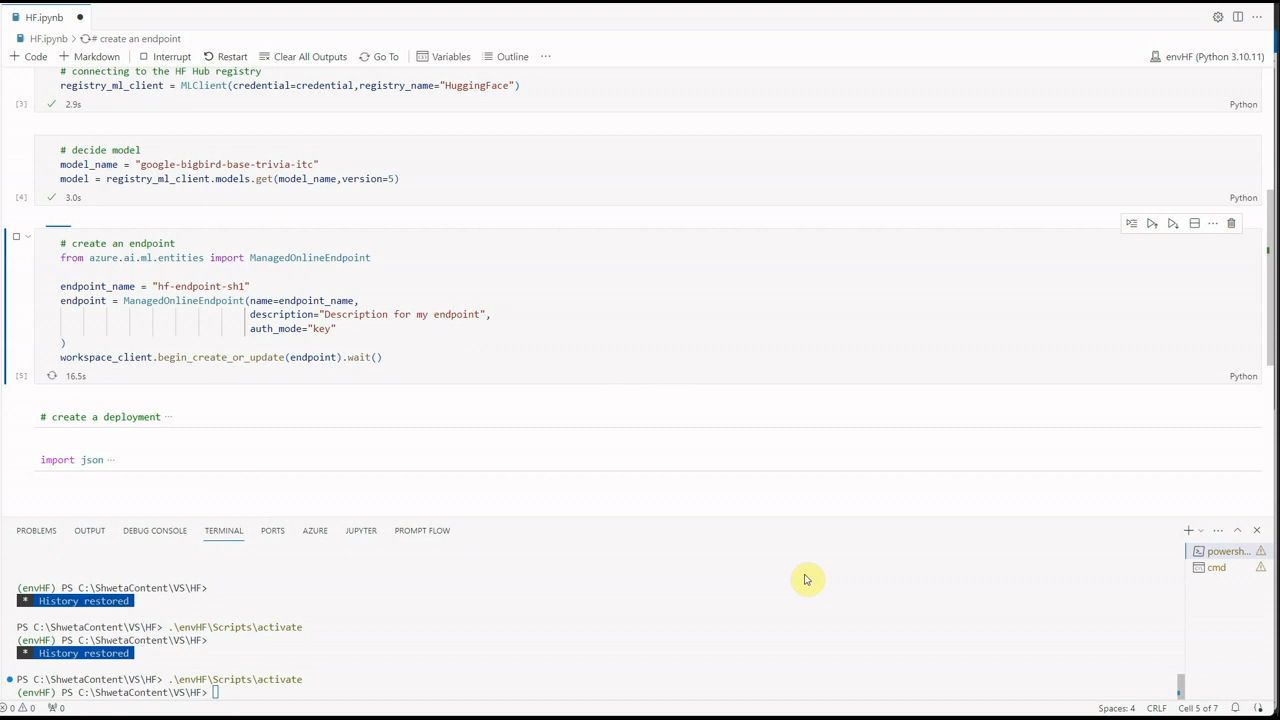 HF.ipynb
HF.ipynb > # create an endpoint
+ Code + Markdown Interrupt Restart Clear All Outputs Go To Variables Outline ... envHF (Python 3.10.11)
# connecting to the HF Hub registry
registry_ml_client = MLClient(credential=credential,registry_name="HuggingFace")
[3] 2.9s Python
# decide model
model_name = "google-bigbird-base-trivia-itc"
model = registry_ml_client.models.get(model_name,version=5)
[4] 3.0s Python
# create an endpoint
from azure.ai.ml.entities import ManagedOnlineEndpoint
endpoint_name = "hf-endpoint-sh1"
endpoint = ManagedOnlineEndpoint(name=endpoint_name,
description="Description for my endpoint",
auth_mode="key"
)
workspace_client.begin_create_or_update(endpoint).wait()
[5] 16.5s Python
# create a deployment ...
import json ...
PROBLEMS OUTPUT DEBUG CONSOLE TERMINAL PORTS AZURE JUPYTER PROMPT FLOW
powersh...
cmd
(envHF) PS C:\ShwetaContent\VS\HF>
* History restored
PS C:\ShwetaContent\VS\HF> .\envHF\Scripts\activate
(envHF) PS C:\ShwetaContent\VS\HF>
* History restored
PS C:\ShwetaContent\VS\HF> .\envHF\Scripts\activate
(envHF) PS C:\ShwetaContent\VS\HF>
0 0 0 Spaces: 4 CRLF Cell 5 of 7